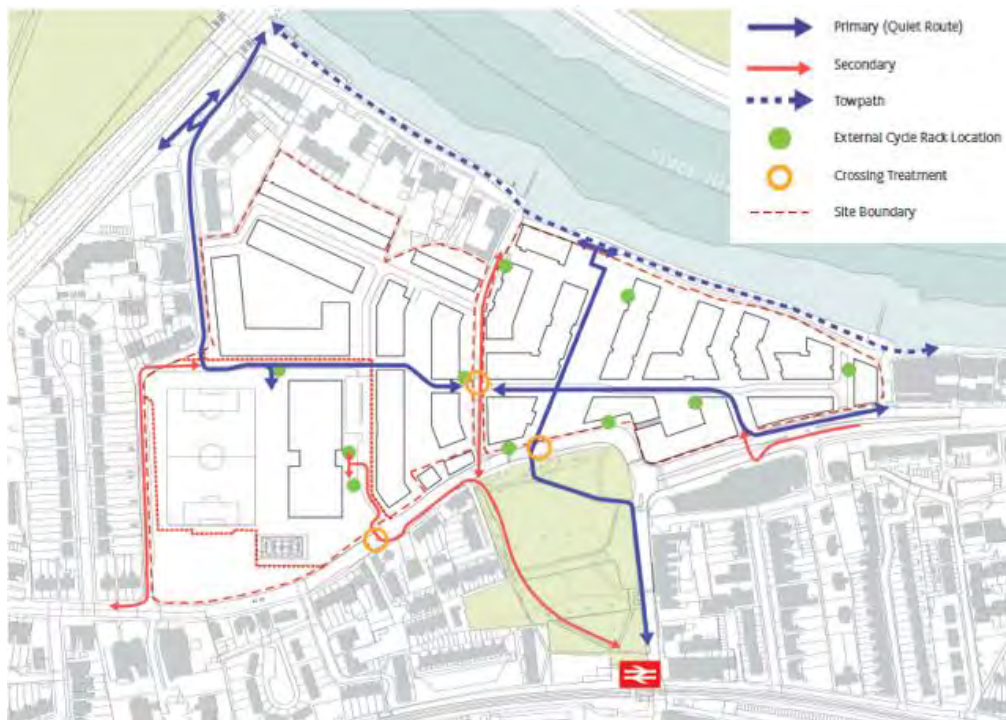 Primary (Quiet Route)
Secondary
Towpath
External Cycle Rack Location
Crossing Treatment
Site Boundary